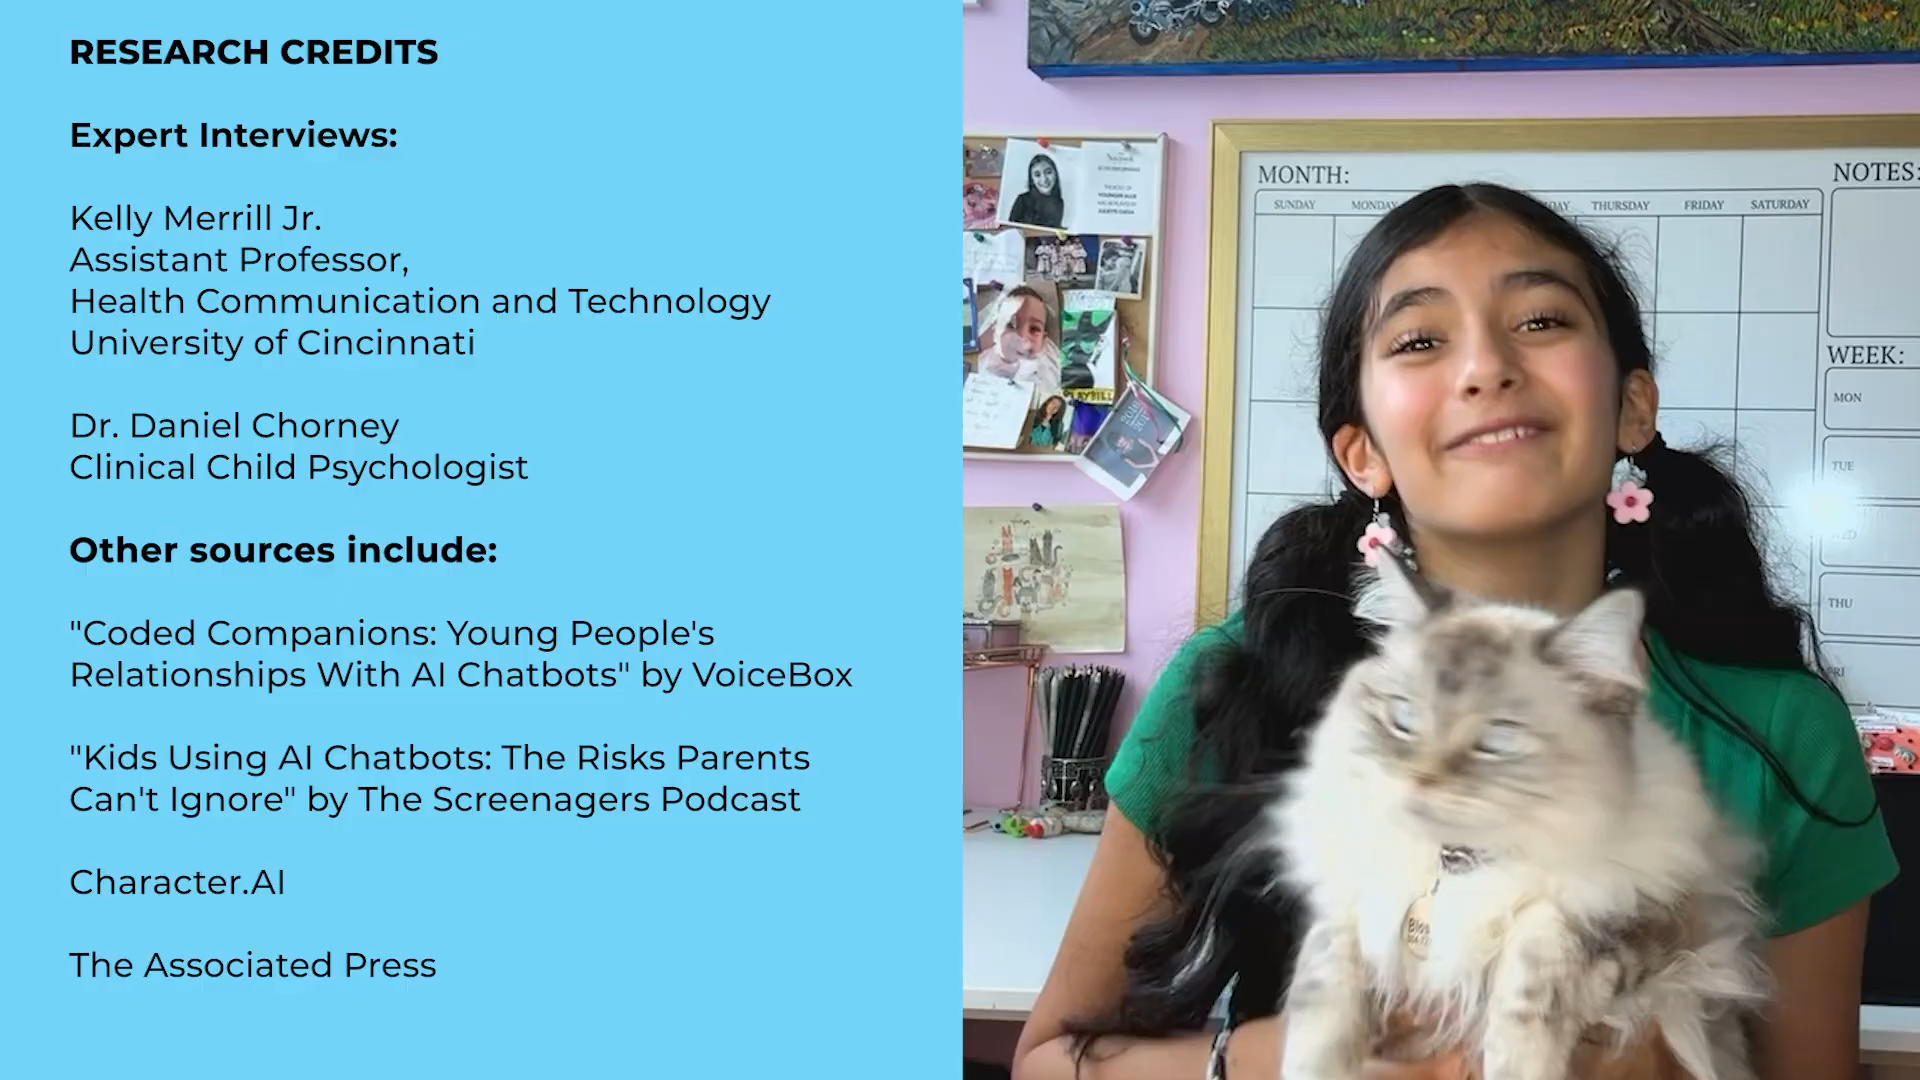 RESEARCH CREDITS
Expert Interviews:
Kelly Merrill Jr.
Assistant Professor,
Health Communication and Technology
University of Cincinnati
Dr. Daniel Chorney
Clinical Child Psychologist
Other sources include:
"Coded Companions: Young People's
Relationships With AI Chatbots" by VoiceBox
"Kids Using AI Chatbots: The Risks Parents
Can't Ignore" by The Screenagers Podcast
Character.AI
The Associated Press
MONTH:
NOTES:
SUNDAY
MONDAY
THURSDAY
FRIDAY
SATURDAY
WEEK:
MON
TUE
THU